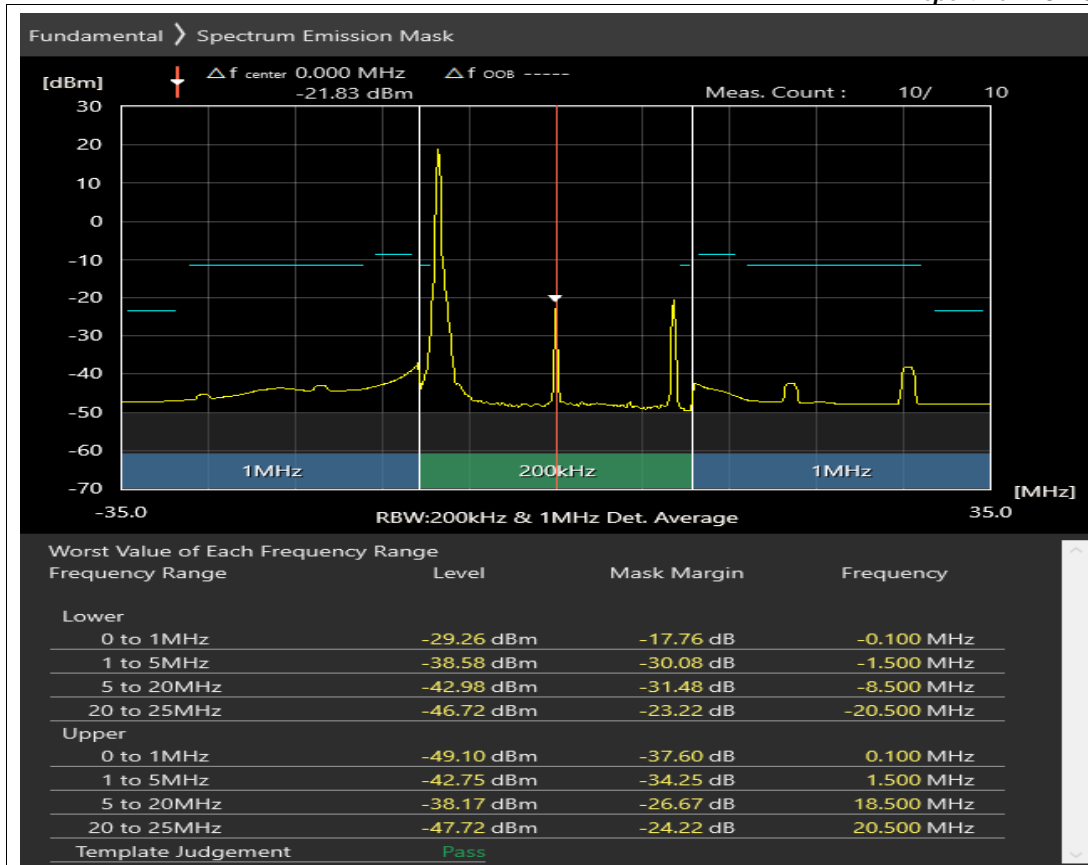 Fundamental 〉 Spectrum Emission Mask
[dBm]
△ f center 0.000 MHz △ f OOB -----
-21.83 dBm
Meas. Count : 10/ 10
30
20
10
0
-10
-20
-30
-40
-50
-60
-70
1MHz 200kHz 1MHz
[MHz]
-35.0 RBW:200kHz & 1MHz Det. Average 35.0
Worst Value of Each Frequency Range
Frequency Range Level Mask Margin Frequency
Lower
0 to 1MHz -29.26 dBm -17.76 dB -0.100 MHz
1 to 5MHz -38.58 dBm -30.08 dB -1.500 MHz
5 to 20MHz -42.98 dBm -31.48 dB -8.500 MHz
20 to 25MHz -46.72 dBm -23.22 dB -20.500 MHz
Upper
0 to 1MHz -49.10 dBm -37.60 dB 0.100 MHz
1 to 5MHz -42.75 dBm -34.25 dB 1.500 MHz
5 to 20MHz -38.17 dBm -26.67 dB 18.500 MHz
20 to 25MHz -47.72 dBm -24.22 dB 20.500 MHz
Template Judgement Pass